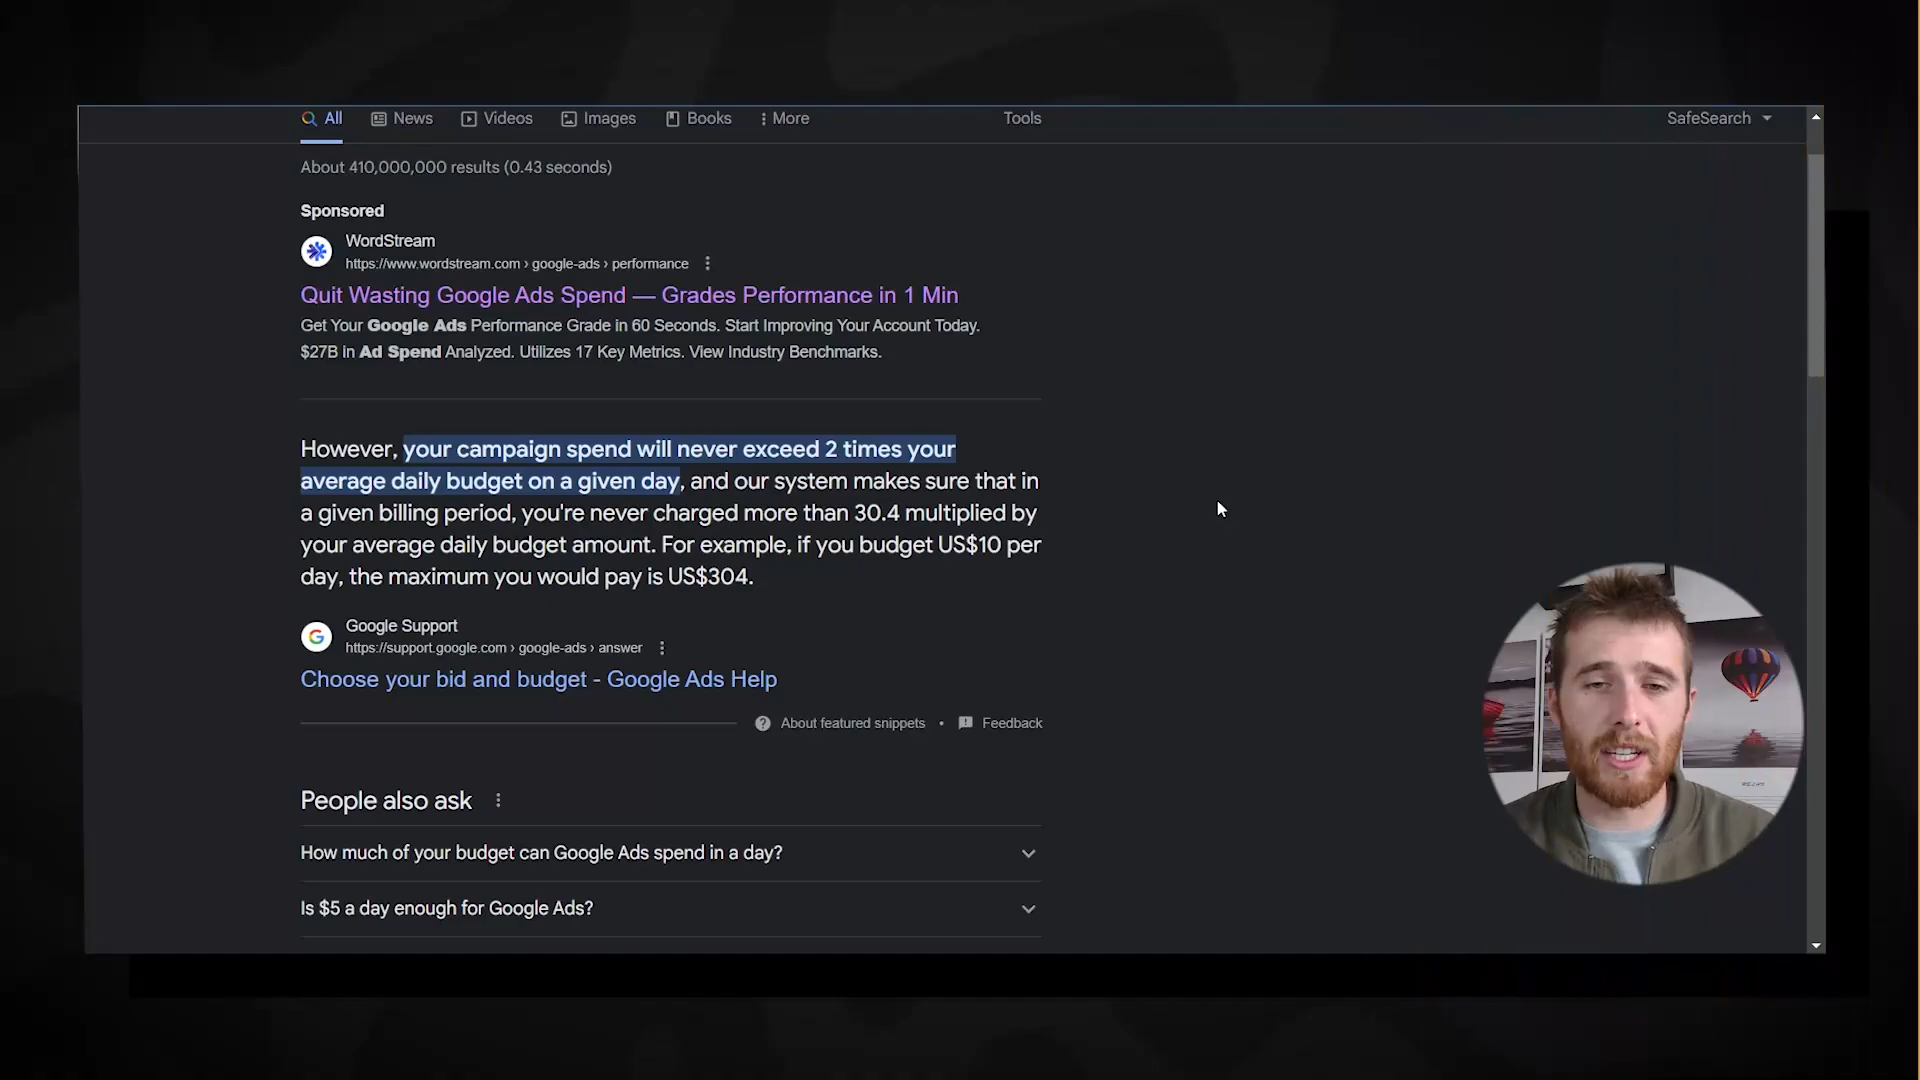 All News Videos Images Books More Tools SafeSearch
About 410,000,000 results (0.43 seconds)
Sponsored
WordStream
https://www.wordstream.com › google-ads › performance
Quit Wasting Google Ads Spend — Grades Performance in 1 Min
Get Your Google Ads Performance Grade in 60 Seconds. Start Improving Your Account Today.
$27B in Ad Spend Analyzed. Utilizes 17 Key Metrics. View Industry Benchmarks.
However, your campaign spend will never exceed 2 times your
average daily budget on a given day, and our system makes sure that in
a given billing period, you're never charged more than 30.4 multiplied by
your average daily budget amount. For example, if you budget US$10 per
day, the maximum you would pay is US$304.
Google Support
https://support.google.com › google-ads › answer
Choose your bid and budget - Google Ads Help
About featured snippets • Feedback
People also ask
How much of your budget can Google Ads spend in a day?
Is $5 a day enough for Google Ads?